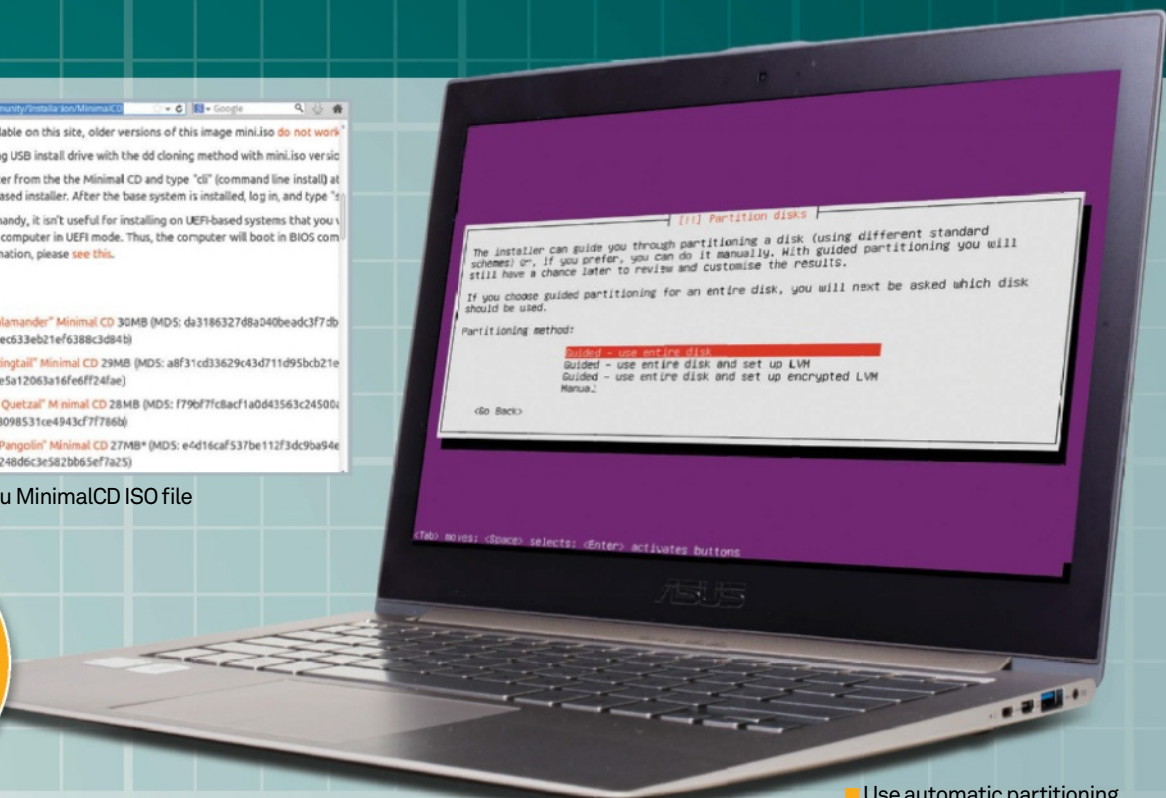 munity/Installation/MinimalCD
Google
lable on this site, older versions of this image mini.iso do not work
g USB install drive with the dd cloning method with mini.iso versio
er from the the Minimal CD and type "cli" (command line install) at
ased installer. After the base system is installed, log in, and type "s
handy, it isn't useful for installing on UEFI-based systems that you
computer in UEFI mode. Thus, the computer will boot in BIOS com
mation, please see this.
lamander" Minimal CD 30MB (MD5: da3186327d8a040beadc3f7db
ec633eb21ef6388c3d84b)
ingtail" Minimal CD 29MB (MD5: a8f31cd33629c43d711d95bcb21e
e5a12063a16fe6ff24fae)
Quetzal" Minimal CD 28MB (MD5: f79bf7fc8acf1a0d43563c24500
8098531ce4943cf7f786b)
Pangolin" Minimal CD 27MB* (MD5: e4d16caf537be112f3dc9ba94e
248d6c3e582bb65ef7a25)
u MinimalCD ISO file
[!!] Partition disks
The installer can guide you through partitioning a disk (using different standard
schemes) or, if you prefer, you can do it manually. With guided partitioning you will
still have a chance later to review and customise the results.
If you choose guided partitioning for an entire disk, you will next be asked which disk
should be used.
Partitioning method:
Guided - use entire disk
Guided - use entire disk and set up LVM
Guided - use entire disk and set up encrypted LVM
Manual
<Go Back>
<Tab> moves; <Space> selects; <Enter> activates buttons
ASUS
Use automatic partitioning